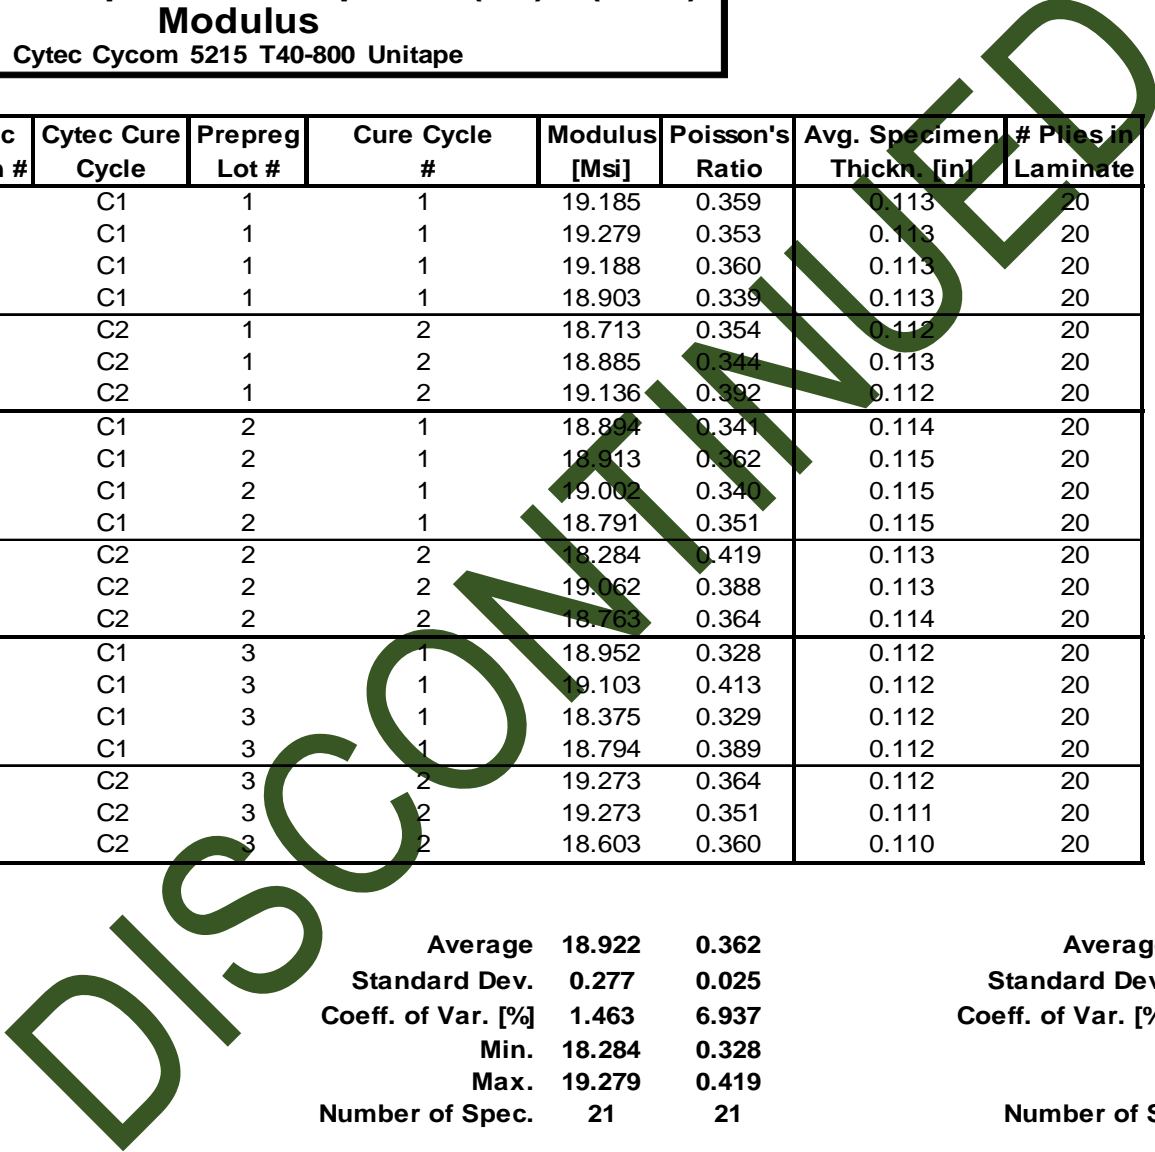 Modulus
Cytec Cycom 5215 T40-800 Unitape
Cytec Cure Prepreg Cure Cycle Modulus Poisson's Avg. Specimen # Plies in
# Cycle Lot # # [Msi] Ratio Thickn. [in] Laminate
C1 1 1 19.185 0.359 0.113 20
C1 1 1 19.279 0.353 0.113 20
C1 1 1 19.188 0.360 0.113 20
C1 1 1 18.903 0.339 0.113 20
C2 1 2 18.713 0.354 0.112 20
C2 1 2 18.885 0.344 0.113 20
C2 1 2 19.136 0.392 0.112 20
C1 2 1 18.894 0.341 0.114 20
C1 2 1 18.913 0.362 0.115 20
C1 2 1 19.002 0.340 0.115 20
C1 2 1 18.791 0.351 0.115 20
C2 2 2 18.284 0.419 0.113 20
C2 2 2 19.062 0.388 0.113 20
C2 2 2 18.763 0.364 0.114 20
C1 3 1 18.952 0.328 0.112 20
C1 3 1 19.103 0.413 0.112 20
C1 3 1 18.375 0.329 0.112 20
C1 3 1 18.794 0.389 0.112 20
C2 3 2 19.273 0.364 0.112 20
C2 3 2 19.273 0.351 0.111 20
C2 3 2 18.603 0.360 0.110 20
Average 18.922 0.362 Averag
Standard Dev. 0.277 0.025 Standard Dev
Coeff. of Var. [%] 1.463 6.937 Coeff. of Var. [%
Min. 18.284 0.328
Max. 19.279 0.419
Number of Spec. 21 21 Number of S
DISCONTINUED